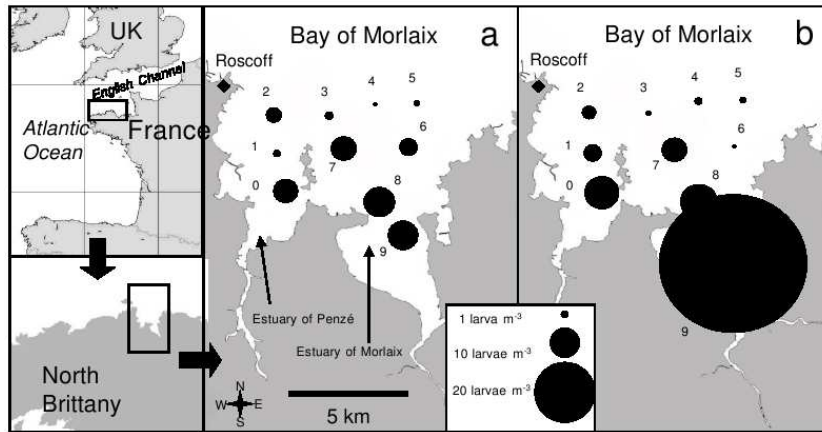 UK
English Channel
Atlantic
Ocean
France
North
Brittany
Bay of Morlaix
a
Roscoff
2
3
4
5
1
6
7
0
8
9
Estuary of Penzé
Estuary of Morlaix
N
W E
S
5 km
Bay of Morlaix
b
Roscoff
2
3
4
5
1
6
7
0
8
9
1 larva m-3
10 larvae m-3
20 larvae m-3